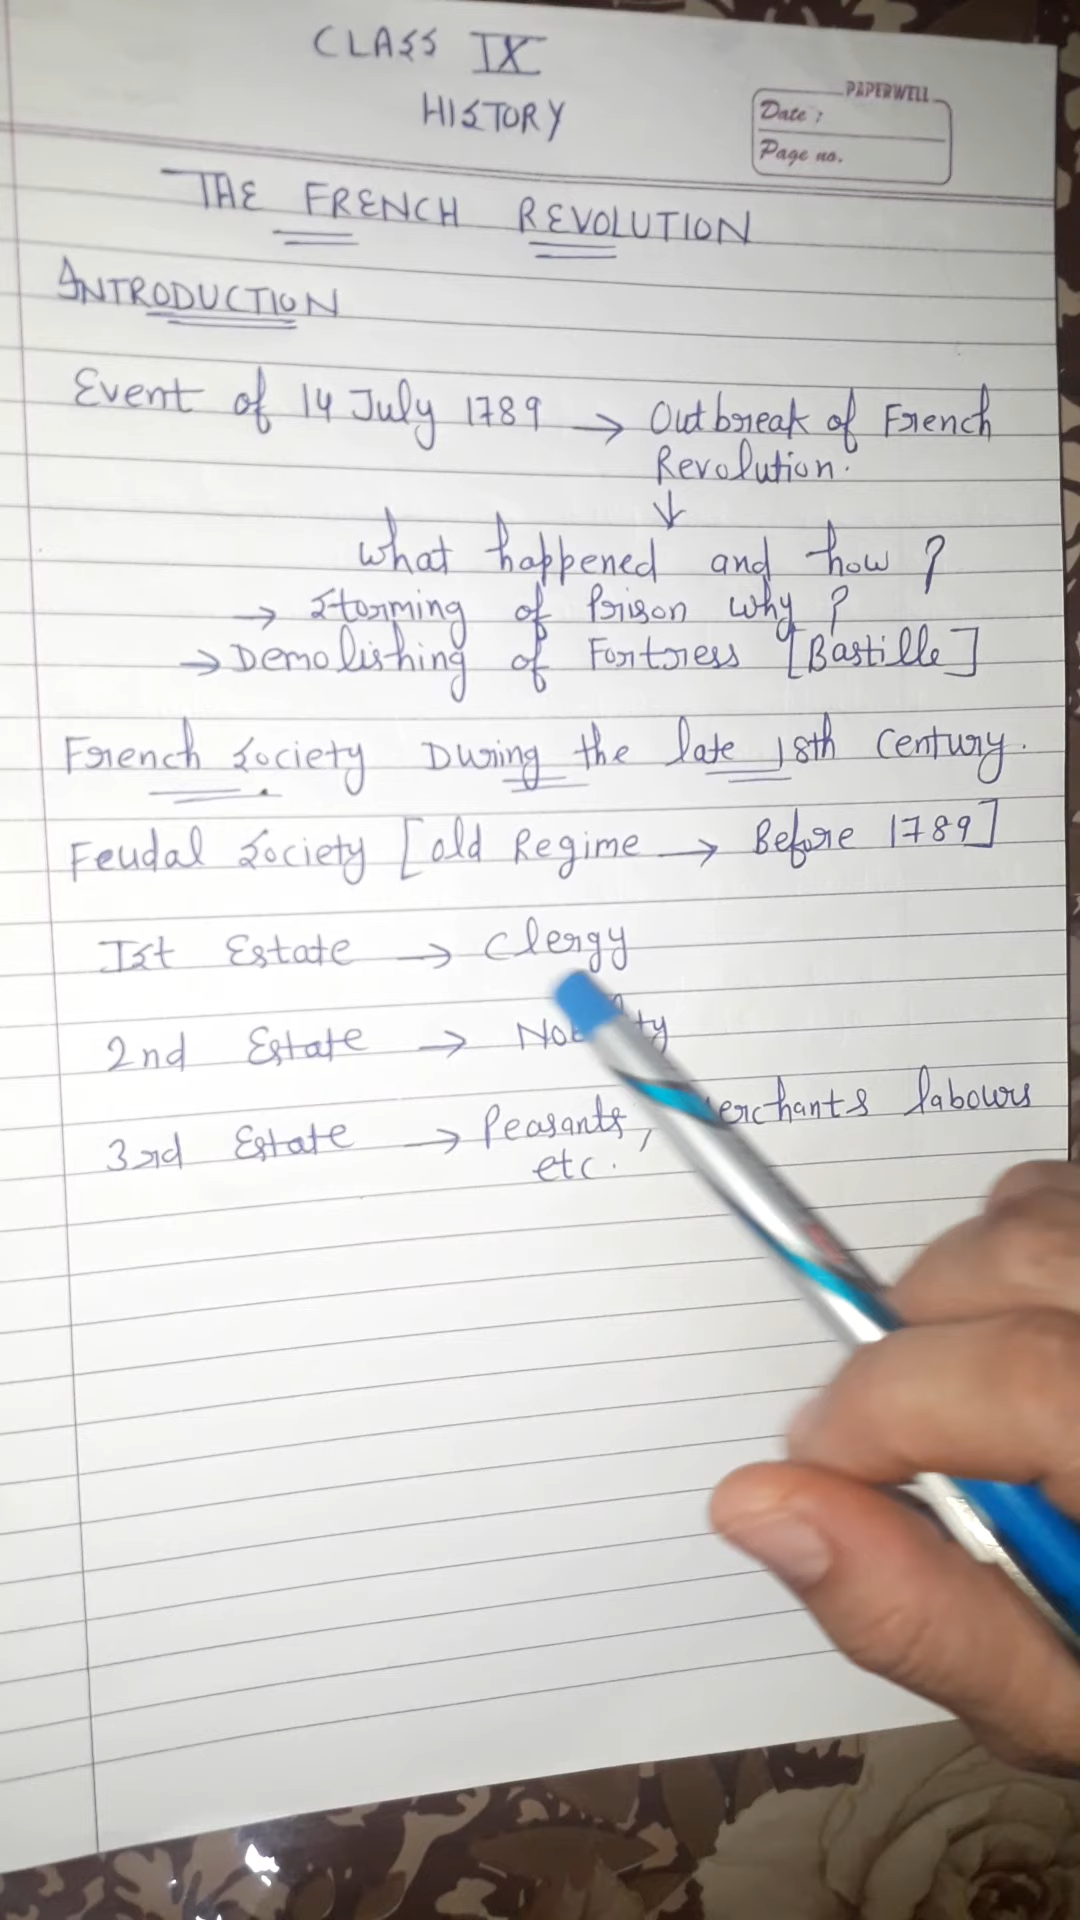 CLASS IX
HISTORY
PAPERWELL
Date :
Page no.
THE FRENCH REVOLUTION
INTRODUCTION
Event of 14 July 1789 → Outbreak of French
Revolution.
↓
What happened and how ?
→ Storming of Prison why ?
→ Demolishing of Fortress [Bastille]
French Society During the late 18th Century.
Feudal Society [old Regime → Before 1789]
Ist Estate → Clergy
2nd Estate →
3rd Estate → Peasants, labours
etc.